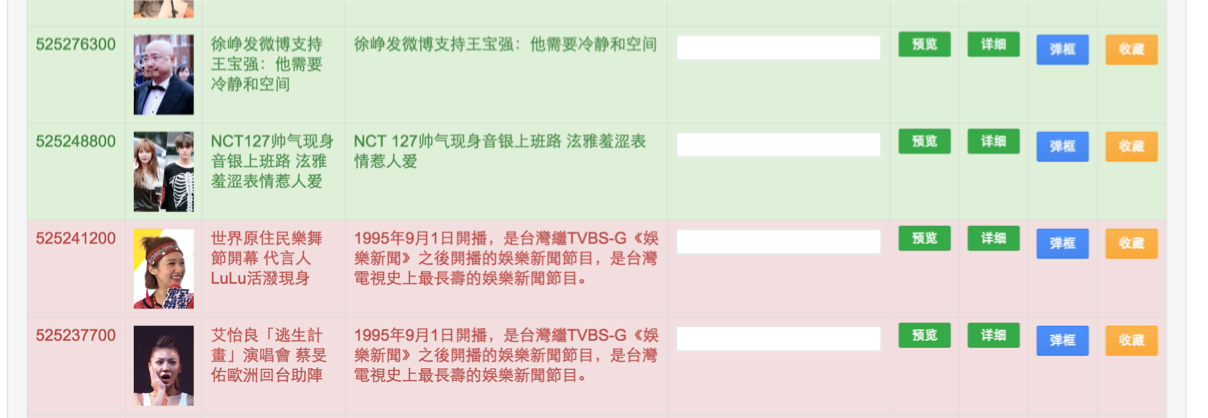 525276300
徐峥发微博支持
王宝强：他需要
冷静和空间
徐峥发微博支持王宝强：他需要冷静和空间
预览
详细
弹框
收藏
525248800
NCT127帅气现身
音银上班路 泫雅
羞涩表情惹人爱
NCT 127帅气现身音银上班路 泫雅羞涩表
情惹人爱
预览
详细
弹框
收藏
525241200
世界原住民樂舞
節開幕 代言人
LuLu活潑現身
1995年9月1日開播，是台灣繼TVBS-G《娛
樂新聞》之後開播的娛樂新聞節目，是台灣
電視史上最長壽的娛樂新聞節目。
预览
详细
弹框
收藏
525237700
艾怡良「逃生計
畫」演唱會 蔡旻
佑歐洲回台助陣
1995年9月1日開播，是台灣繼TVBS-G《娛
樂新聞》之後開播的娛樂新聞節目，是台灣
電視史上最長壽的娛樂新聞節目。
预览
详细
弹框
收藏